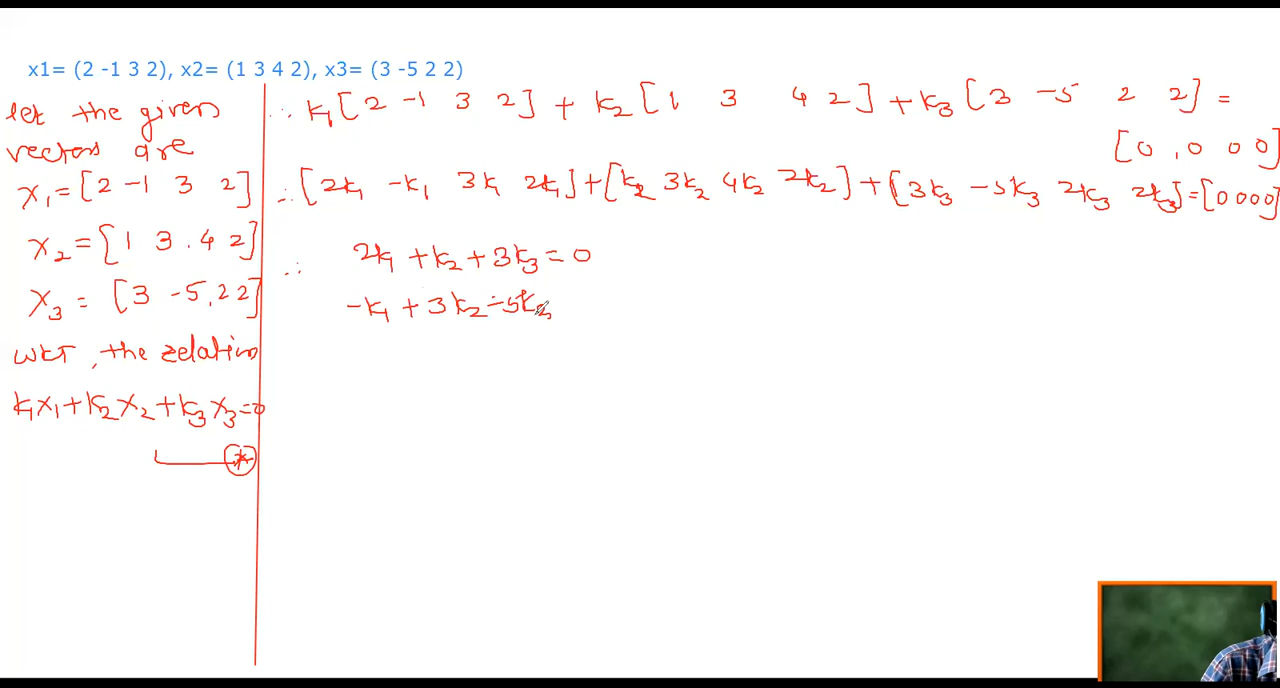 x1= (2 -1 3 2), x2= (1 3 4 2), x3= (3 -5 2 2)
let the given
vectors are
x₁ = [2 -1 3 2]
x₂ = [1 3 . 4 2]
x₃ = [3 -5, 2 2]
WKT, the relation
k₁x₁+k₂x₂+k₃x₃=0
*
∴ k₁[2 -1 3 2] + k₂[1 3 4 2] + k₃[3 -5 2 2] =
[0 , 0 0 0]
∴ [2k₁ -k₁ 3k₁ 2k₁]+[k₂ 3k₂ 4k₂ 2k₂] + [3k₃ -5k₃ 2k₃ 2k₃]=[0 0 0 0]
∴ 2k₁ + k₂ + 3k₃ = 0
-k₁ + 3k₂ -5k₃